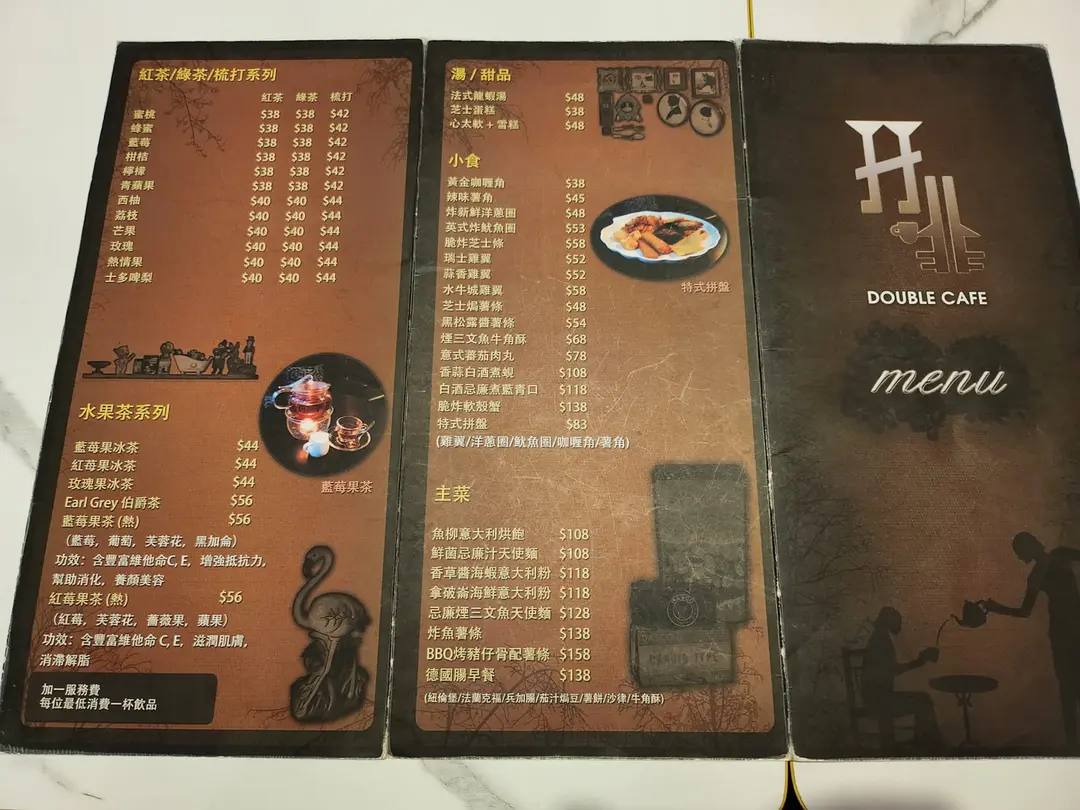 紅茶/綠茶/梳打系列
紅茶 綠茶 梳打
蜜桃 $38 $38 $42
蜂蜜 $38 $38 $42
藍莓 $38 $38 $42
柑桔 $38 $38 $42
檸檬 $38 $38 $42
青蘋果 $38 $38 $42
西柚 $40 $40 $44
荔枝 $40 $40 $44
芒果 $40 $40 $44
玫瑰 $40 $40 $44
熱情果 $40 $40 $44
士多啤梨 $40 $40 $44
水果茶系列
藍莓果冰茶 $44
紅莓果冰茶 $44
玫瑰果冰茶 $44
Earl Grey 伯爵茶 $56
藍莓果茶 (熱) $56
（藍莓，葡萄，芙蓉花，黑加侖）
功效：含豐富維他命C, E，增強抵抗力，
幫助消化，養顏美容
紅莓果茶 (熱) $56
（紅莓，芙蓉花，薔薇果，蘋果）
功效：含豐富維他命 C, E，滋潤肌膚，
消滯解脂
藍莓果茶
加一服務費
每位最低消費一杯飲品
湯 / 甜品
法式龍蝦湯 $48
芝士蛋糕 $38
心太軟 + 雪糕 $48
小食
黃金咖喱角 $38
辣味薯角 $45
炸新鮮洋蔥圈 $48
英式炸魷魚圈 $53
脆炸芝士條 $58
瑞士雞翼 $52
蒜香雞翼 $52
水牛城雞翼 $58
芝士焗薯條 $48
黑松露醬薯條 $54
煙三文魚牛角酥 $68
意式蕃茄肉丸 $78
香蒜白酒煮蜆 $108
白酒忌廉煮藍青口 $118
脆炸軟殼蟹 $138
特式拼盤 $83
(雞翼/洋蔥圈/魷魚圈/咖喱角/薯角)
特式拼盤
主菜
魚柳意大利烘飽 $108
鮮菌忌廉汁天使麵 $108
香草醬海蝦意大利粉 $118
拿破崙海鮮意大利粉 $118
忌廉煙三文魚天使麵 $128
炸魚薯條 $138
BBQ烤豬仔骨配薯條 $158
德國腸早餐 $138
(紐倫堡/法蘭克福/兵加腸/茄汁焗豆/薯餅/沙律/牛角酥)
DOUBLE CAFE
menu